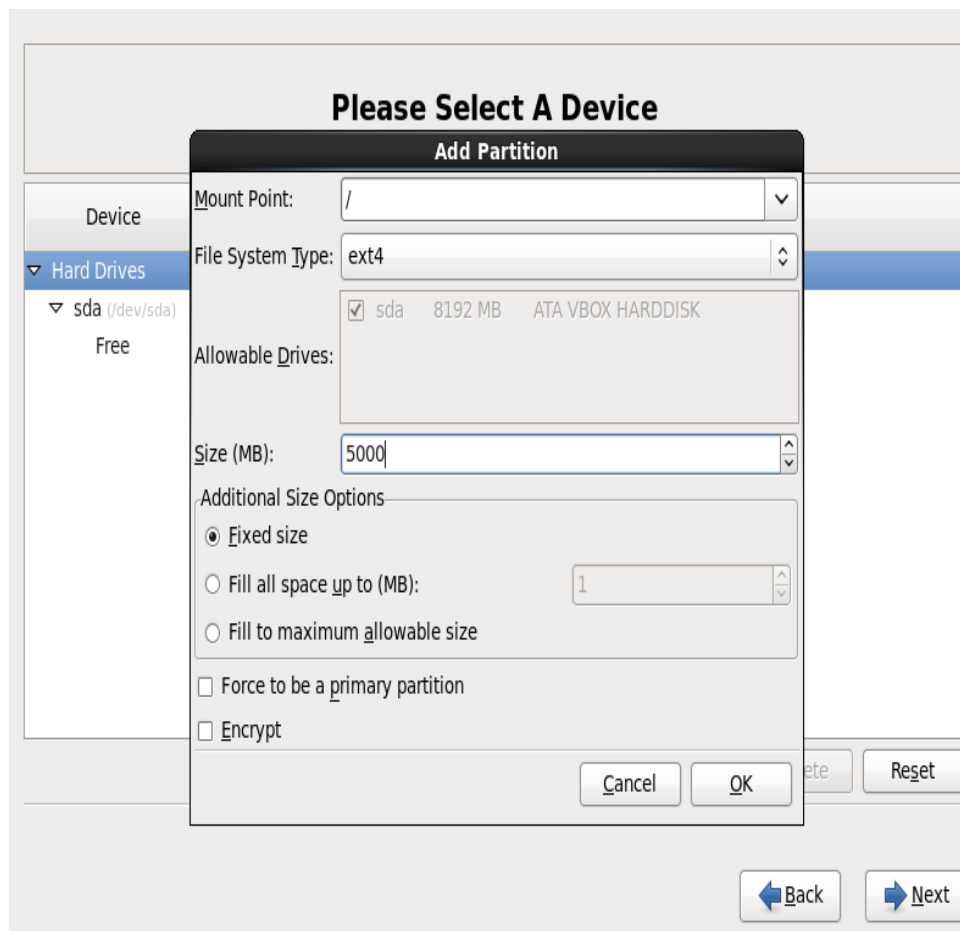 Please Select A Device
Add Partition
Device
Hard Drives
sda (/dev/sda)
Free
Mount Point: /
File System Type: ext4
Allowable Drives:
sda 8192 MB ATA VBOX HARDDISK
Size (MB): 5000
Additional Size Options
Fixed size
Fill all space up to (MB): 1
Fill to maximum allowable size
Force to be a primary partition
Encrypt
Cancel OK
ete Reset
Back Next